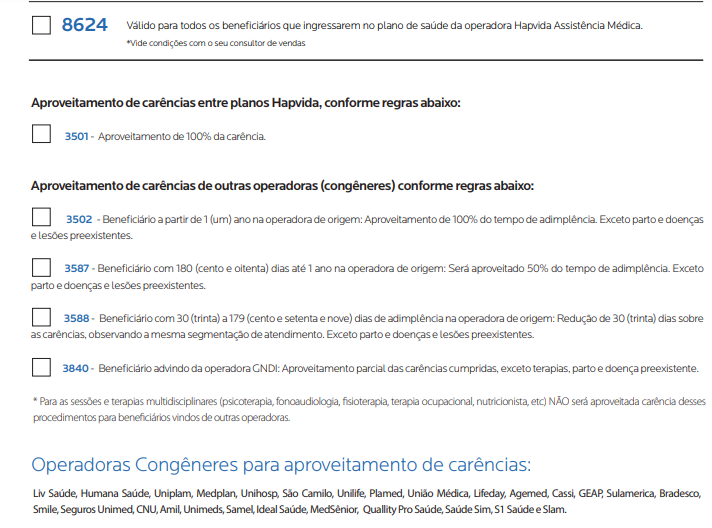 8624 Válido para todos os beneficiários que ingressarem no plano de saúde da operadora Hapvida Assistência Médica.
*Vide condições com o seu consultor de vendas
Aproveitamento de carências entre planos Hapvida, conforme regras abaixo:
3501 - Aproveitamento de 100% da carência.
Aproveitamento de carências de outras operadoras (congêneres) conforme regras abaixo:
3502 - Beneficiário a partir de 1 (um) ano na operadora de origem: Aproveitamento de 100% do tempo de adimplência. Exceto parto e doenças
e lesões preexistentes.
3587 - Beneficiário com 180 (cento e oitenta) dias até 1 ano na operadora de origem: Será aproveitado 50% do tempo de adimplência. Exceto
parto e doenças e lesões preexistentes.
3588 - Beneficiário com 30 (trinta) a 179 (cento e setenta e nove) dias de adimplência na operadora de origem: Redução de 30 (trinta) dias sobre
as carências, observando a mesma segmentação de atendimento. Exceto parto e doenças e lesões preexistentes.
3840 - Beneficiário advindo da operadora GNDI: Aproveitamento parcial das carências cumpridas, exceto terapias, parto e doença preexistente.
* Para as sessões e terapias multidisciplinares (psicoterapia, fonoaudiologia, fisioterapia, terapia ocupacional, nutricionista, etc) NÃO será aproveitada carência desses
procedimentos para beneficiários vindos de outras operadoras.
Operadoras Congêneres para aproveitamento de carências:
Liv Saúde, Humana Saúde, Uniplam, Medplan, Unihosp, São Camilo, Unilife, Plamed, União Médica, Lifeday, Agemed, Cassi, GEAP, Sulamerica, Bradesco,
Smile, Seguros Unimed, CNU, Amil, Unimeds, Samel, Ideal Saúde, MedSênior, Quallity Pro Saúde, Saúde Sim, S1 Saúde e Slam.